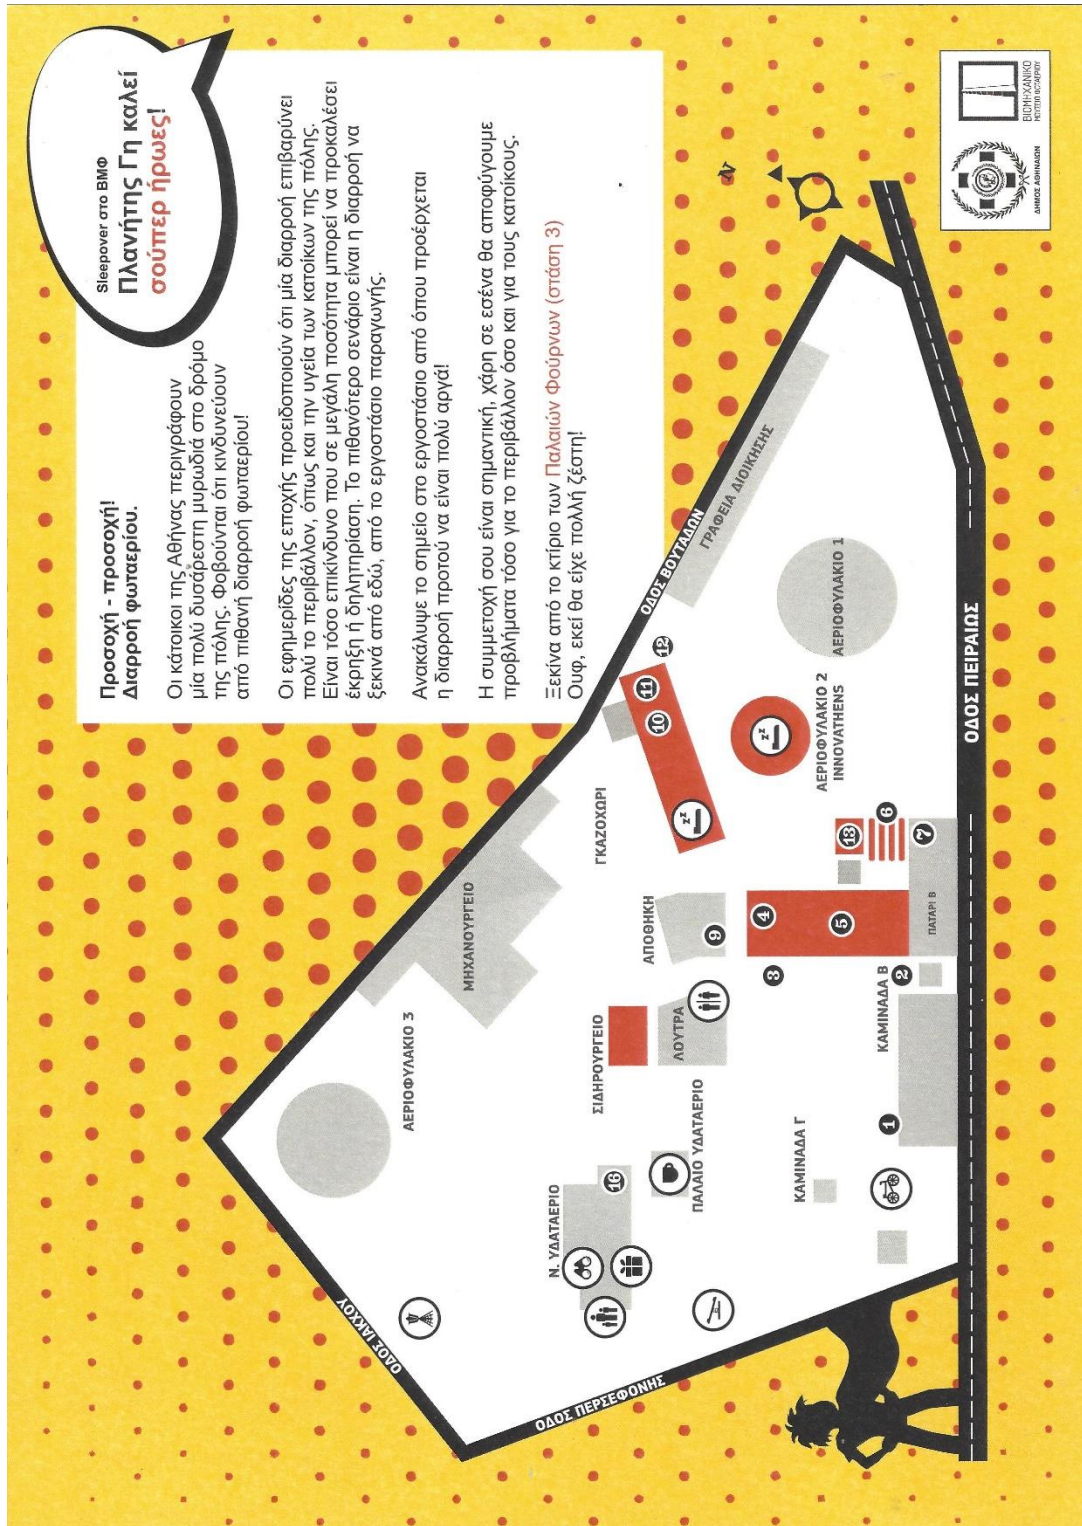 Sleepover στο ΒΜΦ
Πλανήτης Γη καλεί
σούπερ ήρωες!
Προσοχή - προσοχή!
Διαρροή φωταερίου.
Οι κάτοικοι της Αθήνας περιγράφουν
μία πολύ δυσάρεστη μυρωδιά στο δρόμο
της πόλης. Φοβούνται ότι κινδυνεύουν
από πιθανή διαρροή φωταερίου!
Οι εφημερίδες της εποχής προειδοποιούν ότι μία διαρροή επιβαρύνει
πολύ το περιβάλλον, όπως και την υγεία των κατοίκων της πόλης.
Είναι τόσο επικίνδυνο που σε μεγάλη ποσότητα μπορεί να προκαλέσει
έκρηξη ή δηλητηρίαση. Το πιθανότερο σενάριο είναι η διαρροή να
ξεκινά από εδώ, από το εργοστάσιο παραγωγής.
Ανακάλυψε το σημείο στο εργοστάσιο από όπου προέρχεται
η διαρροή προτού να είναι πολύ αργά!
Η συμμετοχή σου είναι σημαντική, χάρη σε εσένα θα αποφύγουμε
προβλήματα τόσο για το περιβάλλον όσο και για τους κατοίκους.
Ξεκίνα από το κτίριο των Παλαιών Φούρνων (στάση 3)
Ουφ, εκεί θα είχε πολλή ζέστη!
N
ΟΔΟΣ ΙΑΚΧΟΥ
ΑΕΡΙΟΦΥΛΑΚΙΟ 3
ΜΗΧΑΝΟΥΡΓΕΙΟ
ΟΔΟΣ ΒΟΥΤΑΔΩΝ
ΓΡΑΦΕΙΑ ΔΙΟΙΚΗΣΗΣ
ΟΔΟΣ ΠΕΡΣΕΦΟΝΗΣ
Ν. ΥΔΑΤΑΕΡΙΟ
16
ΣΙΔΗΡΟΥΡΓΕΙΟ
ΓΚΑΖΟΧΩΡΙ
10
11
12
zz
ΑΠΟΘΗΚΗ
9
ΛΟΥΤΡΑ
ΠΑΛΑΙΟ ΥΔΑΤΑΕΡΙΟ
zz
ΑΕΡΙΟΦΥΛΑΚΙΟ 2
INNOVATHENS
ΑΕΡΙΟΦΥΛΑΚΙΟ 1
3
4
5
13
6
7
ΠΑΤΑΡΙ Β
ΚΑΜΙΝΑΔΑ Γ
ΚΑΜΙΝΑΔΑ Β
1
2
ΟΔΟΣ ΠΕΙΡΑΙΩΣ
ΔΗΜΟΣ ΑΘΗΝΑΙΩΝ
ΒΙΟΜΗΧΑΝΙΚΟ
ΜΟΥΣΕΙΟ ΦΩΤΑΕΡΙΟΥ